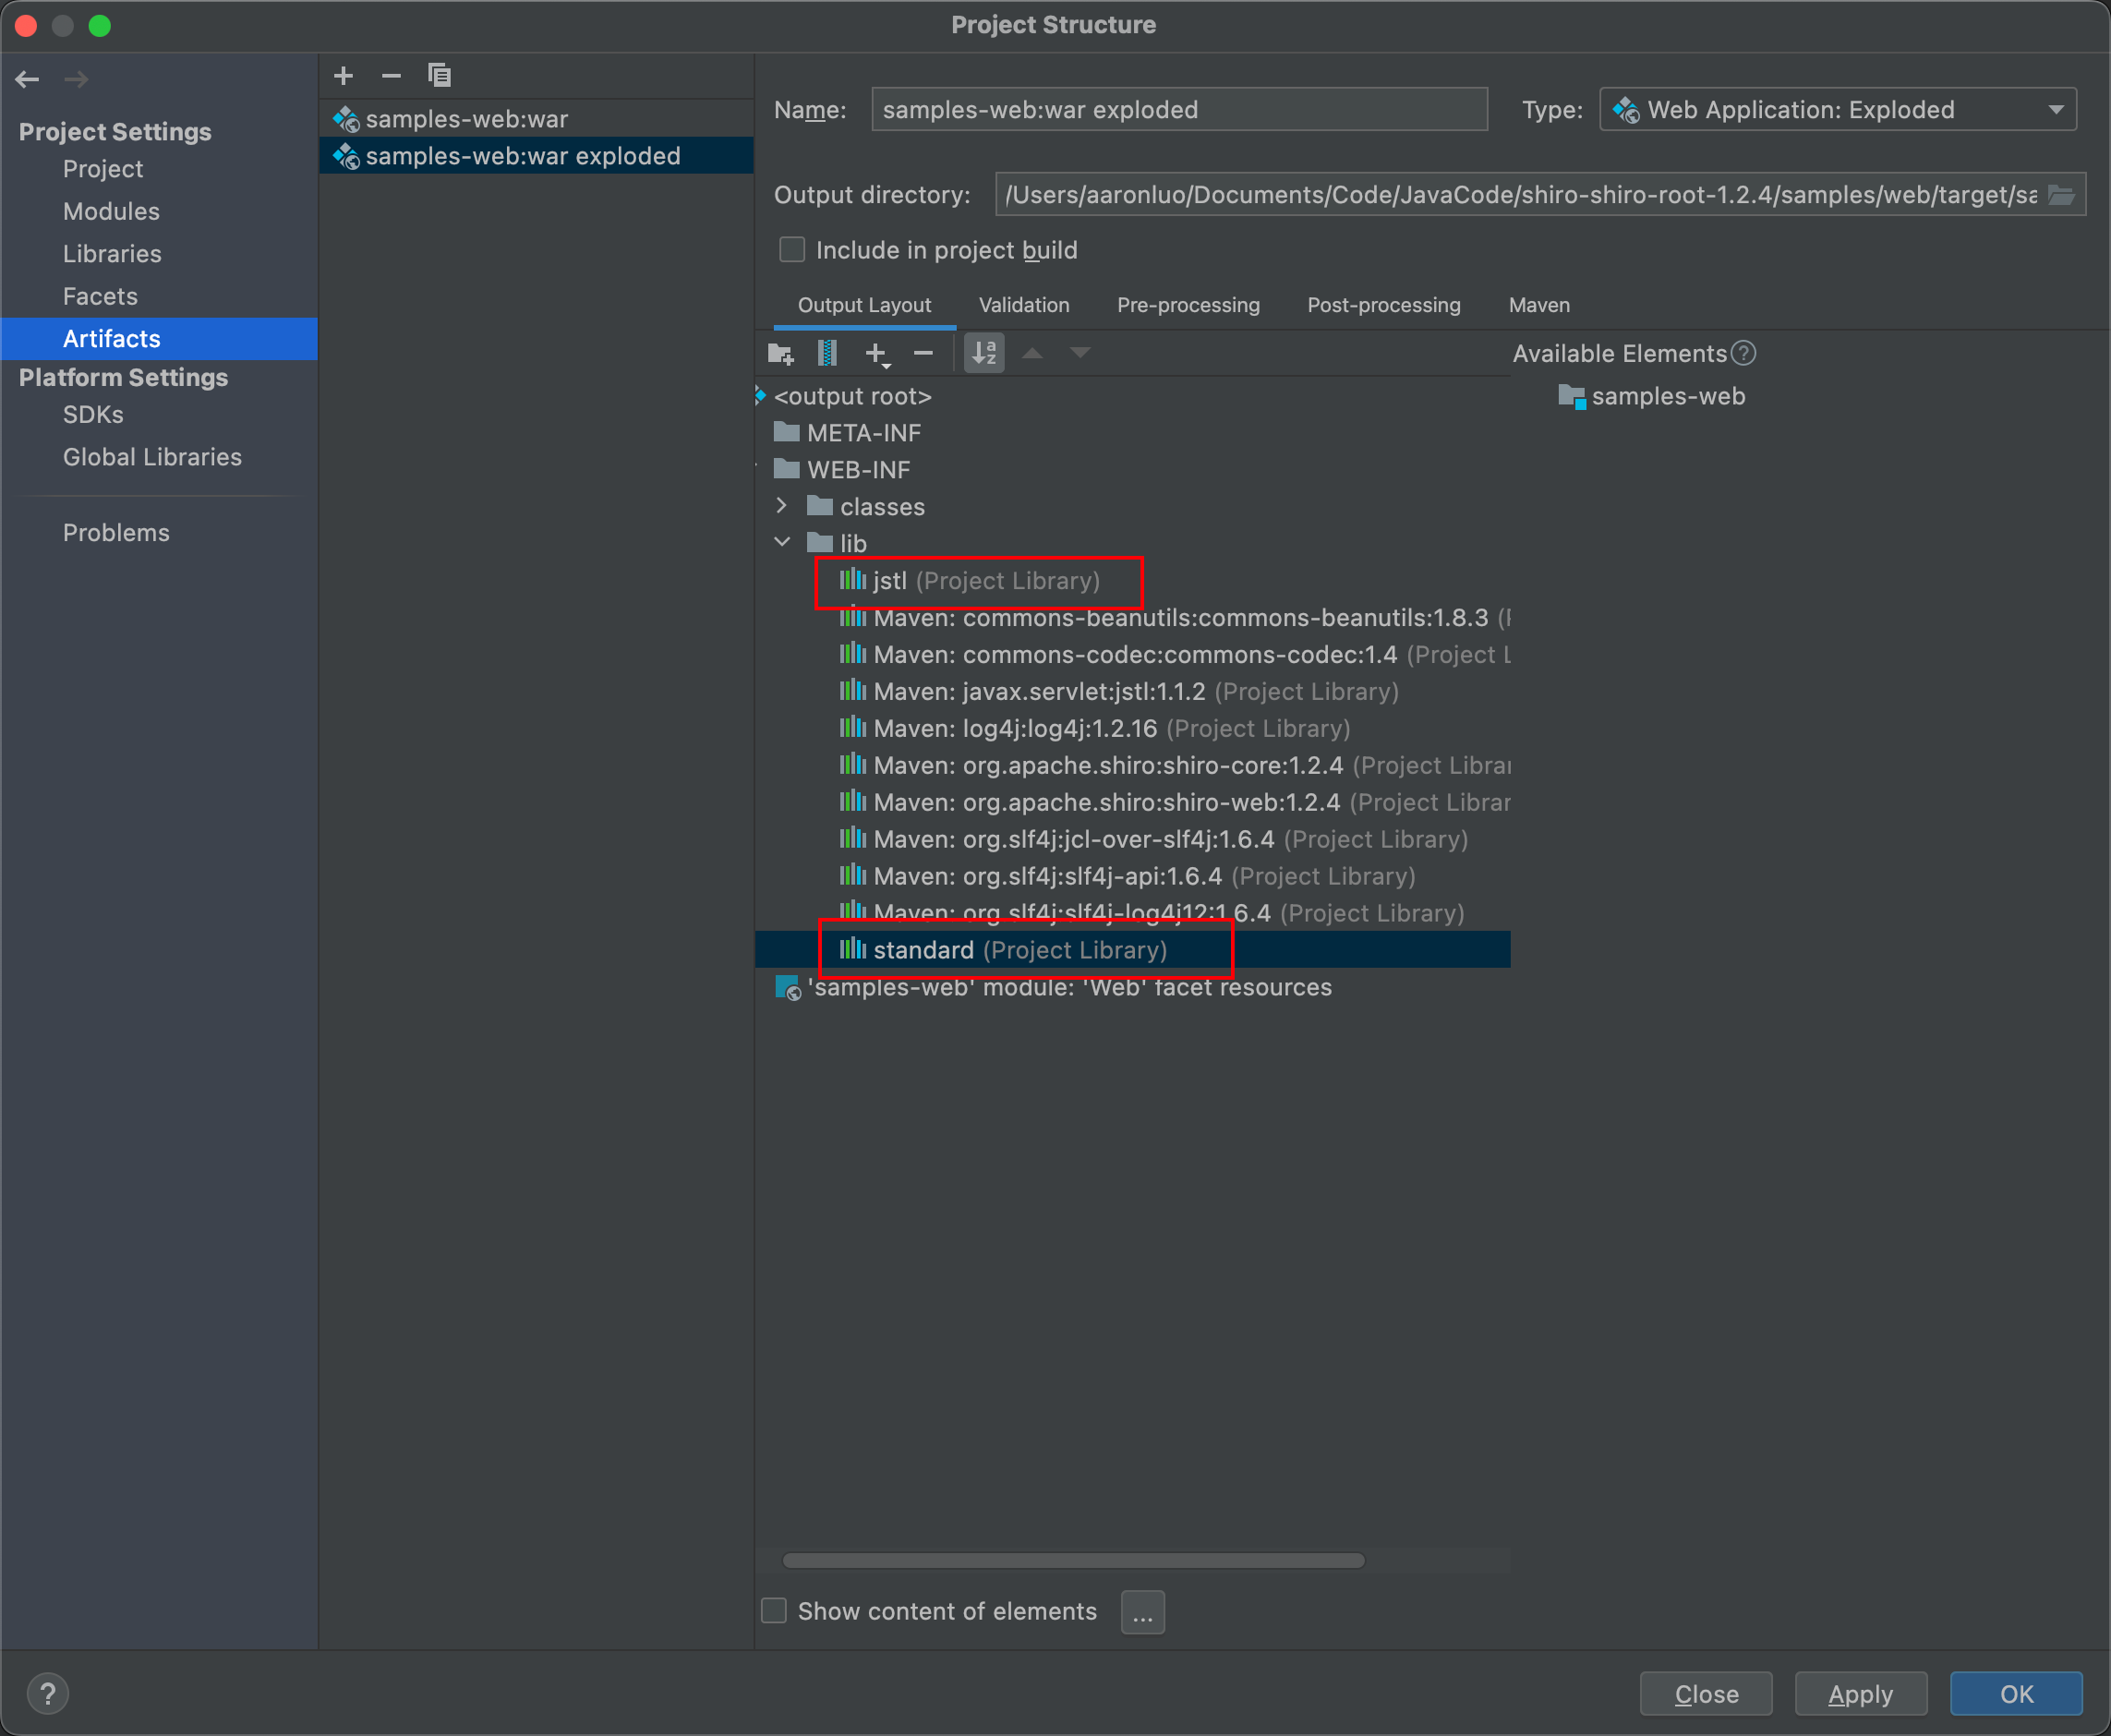 Project Structure
Project Settings
Project
Modules
Libraries
Facets
Artifacts
Platform Settings
SDKs
Global Libraries
Problems
samples-web:war
samples-web:war exploded
Name: samples-web:war exploded
Type: Web Application: Exploded
Output directory: /Users/aaronluo/Documents/Code/JavaCode/shiro-shiro-root-1.2.4/samples/web/target/sa
Include in project build
Output Layout Validation Pre-processing Post-processing Maven
Available Elements
<output root>
META-INF
WEB-INF
classes
lib
jstl (Project Library)
Maven: commons-beanutils:commons-beanutils:1.8.3 (
Maven: commons-codec:commons-codec:1.4 (Project L
Maven: javax.servlet:jstl:1.1.2 (Project Library)
Maven: log4j:log4j:1.2.16 (Project Library)
Maven: org.apache.shiro:shiro-core:1.2.4 (Project Librar
Maven: org.apache.shiro:shiro-web:1.2.4 (Project Librar
Maven: org.slf4j:jcl-over-slf4j:1.6.4 (Project Library)
Maven: org.slf4j:slf4j-api:1.6.4 (Project Library)
Maven: org.slf4j:slf4j-log4j12:1.6.4 (Project Library)
standard (Project Library)
'samples-web' module: 'Web' facet resources
samples-web
Show content of elements ...
? Close Apply OK